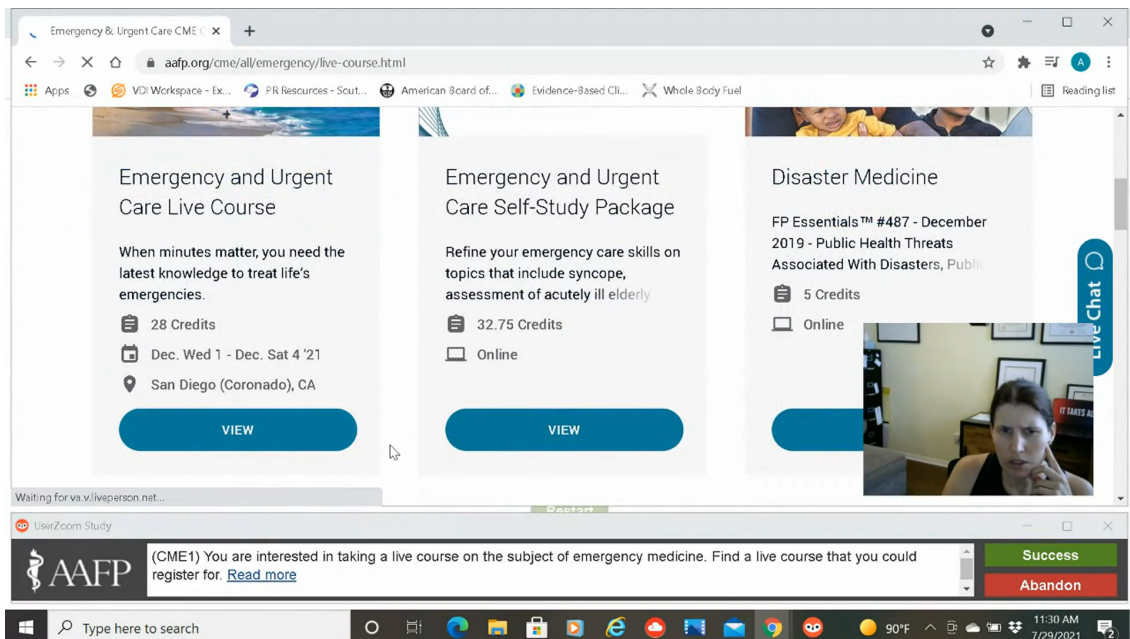 Emergency & Urgent Care CME
aafp.org/cme/all/emergency/live-course.html
Apps
VDI Workspace - Ex...
PR Resources - Scut...
American Board of...
Evidence-Based Cli...
Whole Body Fuel
Reading list
Emergency and Urgent
Care Live Course
When minutes matter, you need the
latest knowledge to treat life's
emergencies.
28 Credits
Dec. Wed 1 - Dec. Sat 4 '21
San Diego (Coronado), CA
VIEW
Emergency and Urgent
Care Self-Study Package
Refine your emergency care skills on
topics that include syncope,
assessment of acutely ill elderly
32.75 Credits
Online
VIEW
Disaster Medicine
FP Essentials™ #487 - December
2019 - Public Health Threats
Associated With Disasters, Public
5 Credits
Online
Live Chat
IT TAKES
A
Waiting for va.v.liveperson.net...
Restart
UserZoom Study
AAFP
(CME1) You are interested in taking a live course on the subject of emergency medicine. Find a live course that you could
register for. Read more
Success
Abandon
Type here to search
90°F
11:30 AM
7/29/2021
2